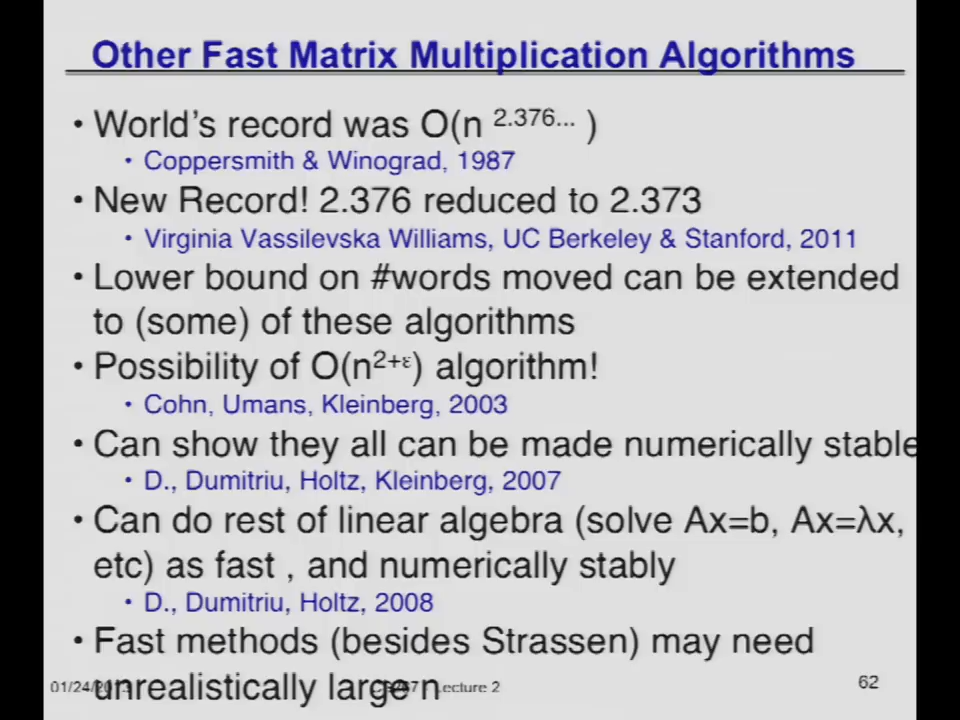 Other Fast Matrix Multiplication Algorithms
• World's record was O(n 2.376... )
• Coppersmith & Winograd, 1987
• New Record! 2.376 reduced to 2.373
• Virginia Vassilevska Williams, UC Berkeley & Stanford, 2011
• Lower bound on #words moved can be extended
to (some) of these algorithms
• Possibility of O(n2+ε) algorithm!
• Cohn, Umans, Kleinberg, 2003
• Can show they all can be made numerically stable
• D., Dumitriu, Holtz, Kleinberg, 2007
• Can do rest of linear algebra (solve Ax=b, Ax=λx,
etc) as fast , and numerically stably
• D., Dumitriu, Holtz, 2008
• Fast methods (besides Strassen) may need
unrealistically large n
Lecture 2
62